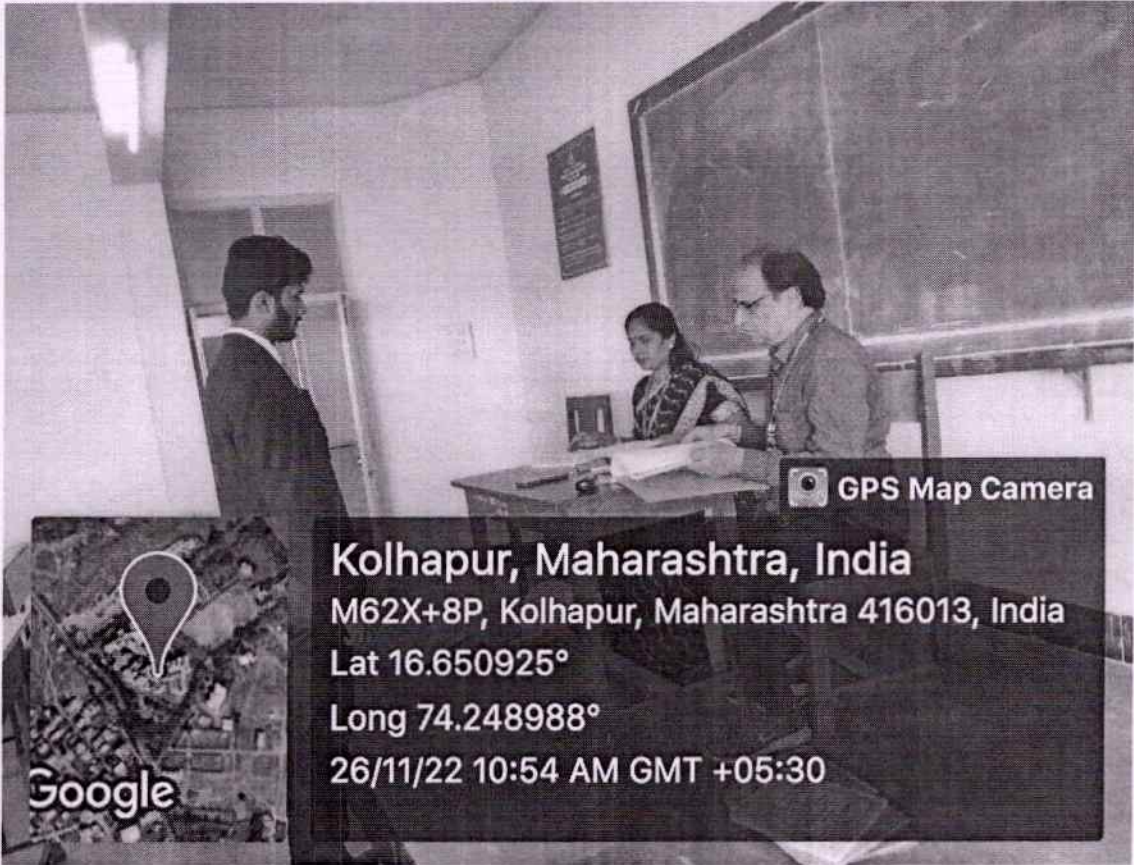 GPS Map Camera
Kolhapur, Maharashtra, India
M62X+8P, Kolhapur, Maharashtra 416013, India
Lat 16.650925°
Long 74.248988°
26/11/22 10:54 AM GMT +05:30
Google